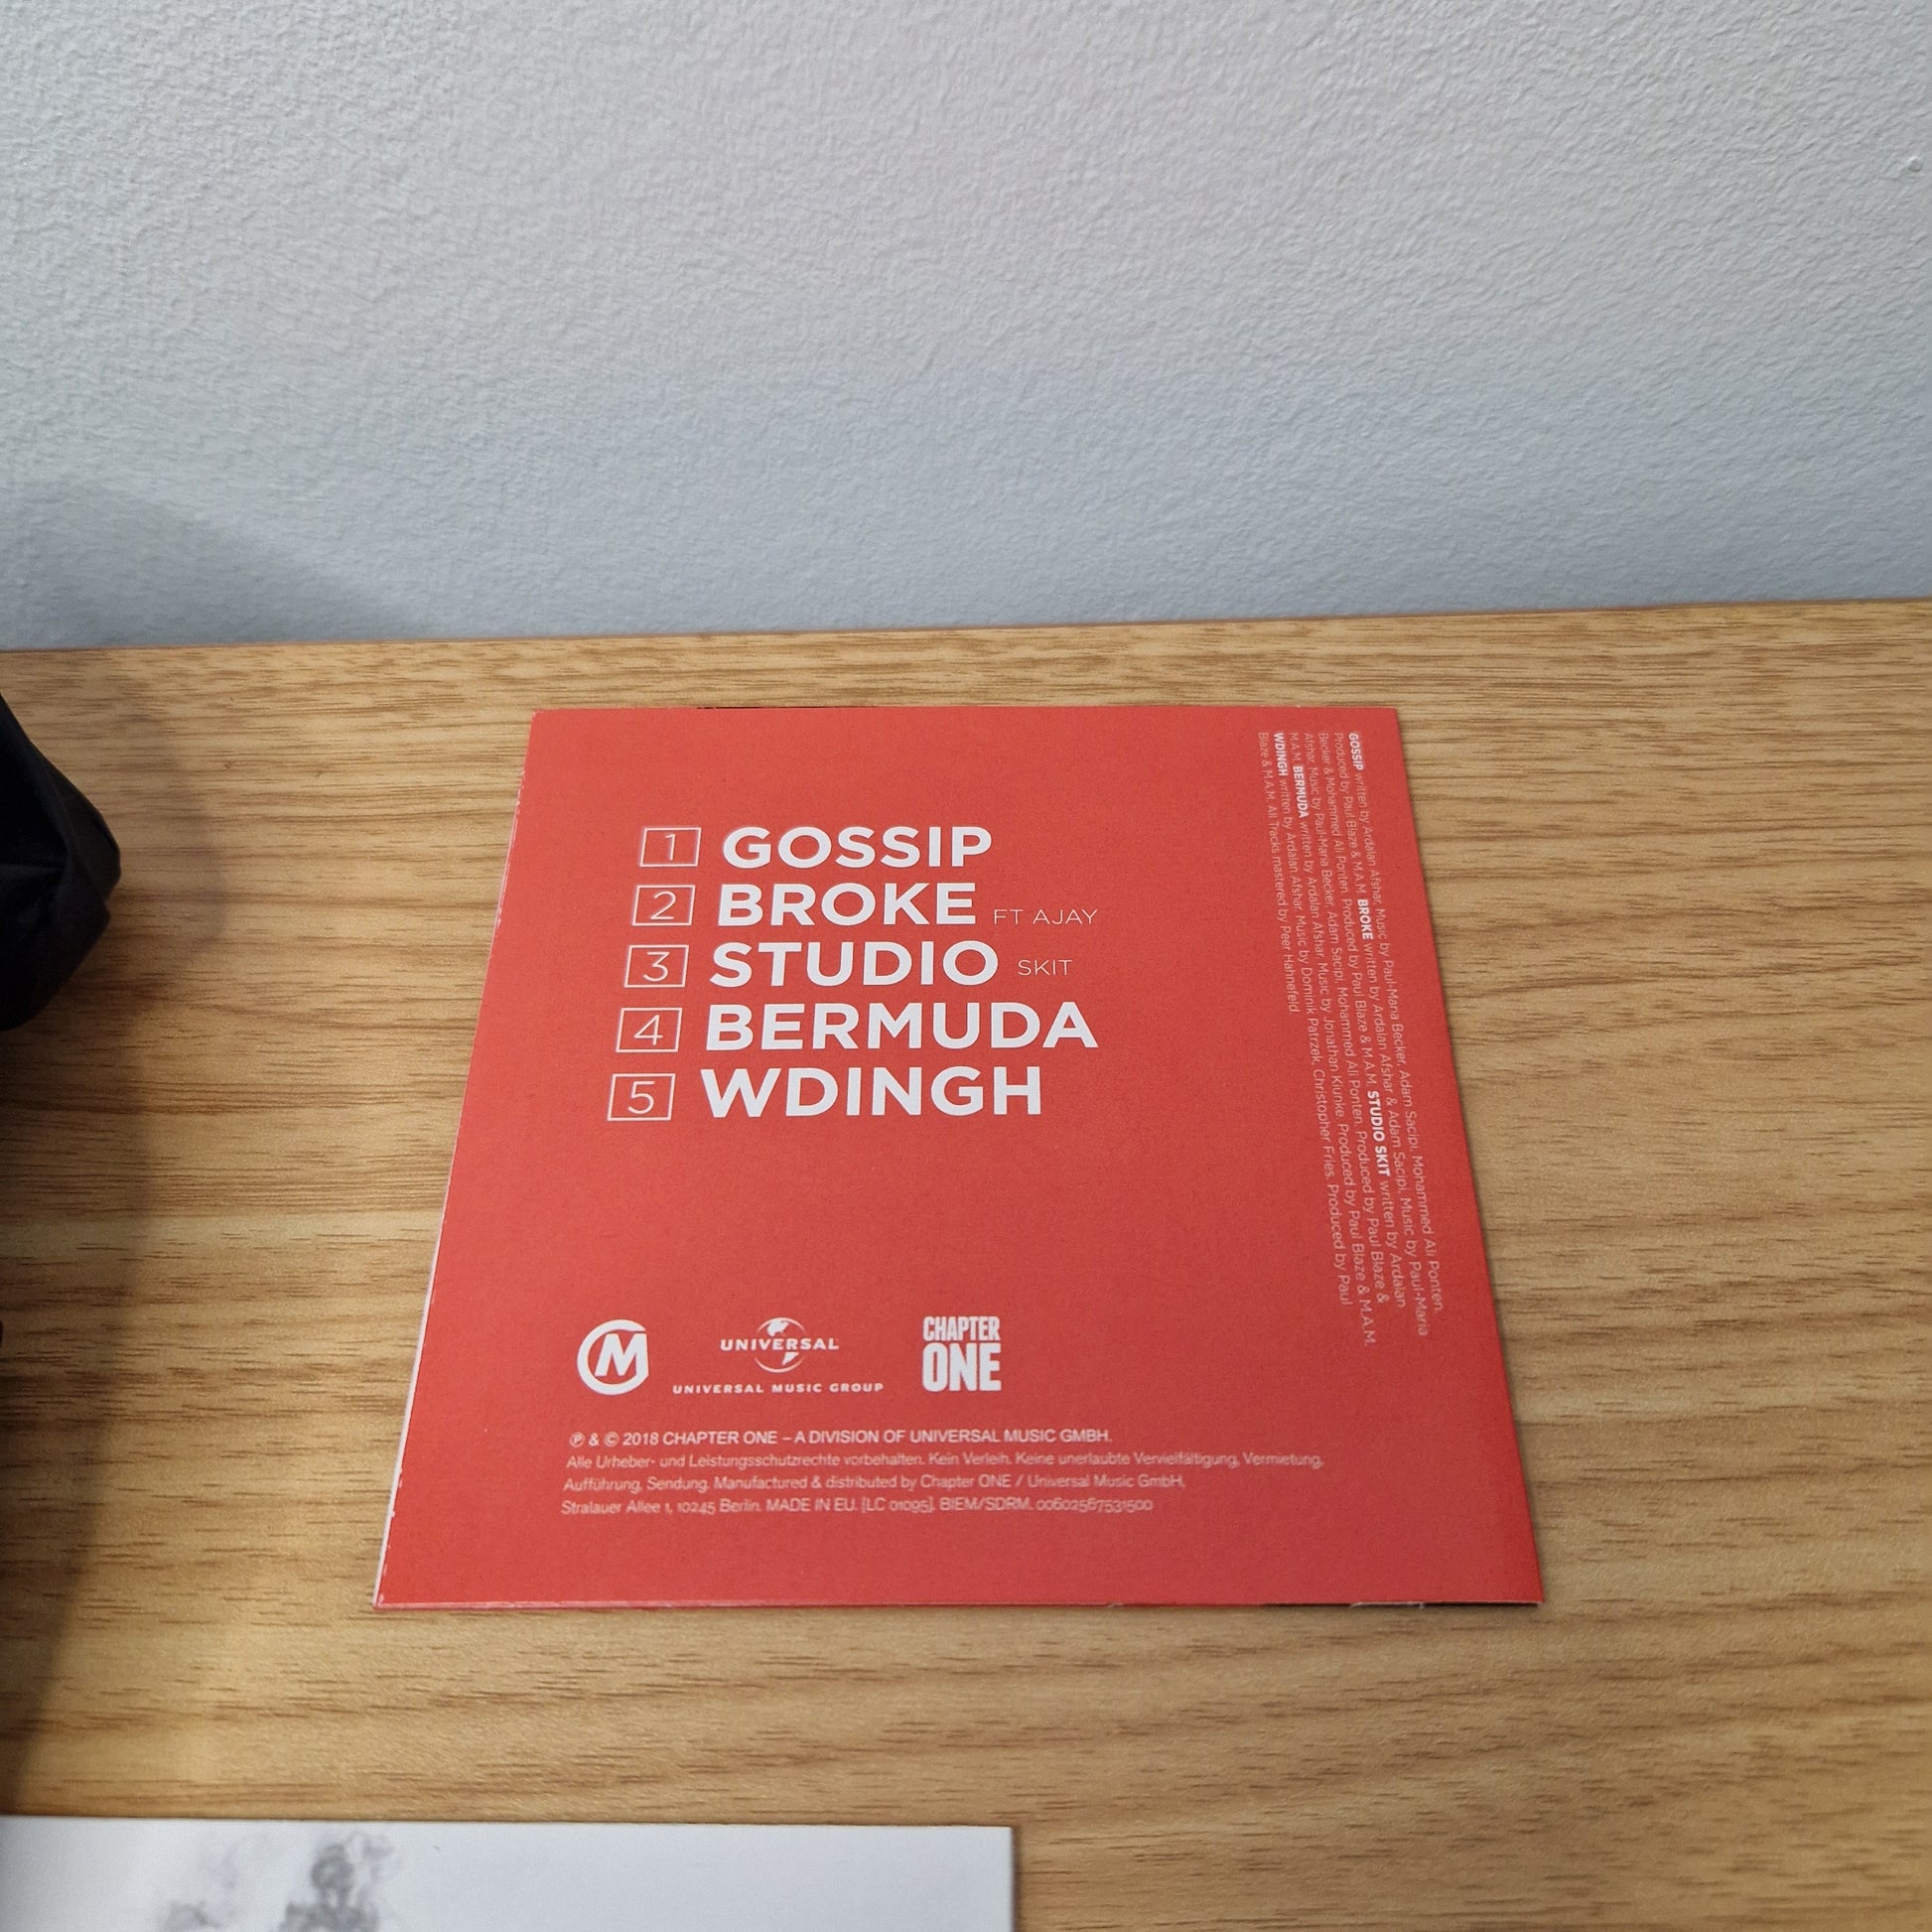 1 GOSSIP
2 BROKE FT AJAY
3 STUDIO SKIT
4 BERMUDA
5 WDINGH
GOSSIP written by Ardalan Afshar. Music by Paul-Maria Becker, Adam Sacipi, Mohammed Ali Ponten.
Produced by Paul Blaze & M.A.M. BROKE written by Ardalan Afshar & Adam Sacipi. Music by Paul-Maria
Becker & Mohammed Ali Ponten. Produced by Paul Blaze & M.A.M. STUDIO SKIT written by Ardalan
Afshar. Music by Paul-Maria Becker, Adam Sacipi, Mohammed Ali Ponten. Produced by Paul Blaze &
M.A.M. BERMUDA written by Ardalan Afshar. Music by Jonathan Kiunke. Produced by Paul Blaze & M.A.M.
WDINGH written by Ardalan Afshar. Music by Dominik Patrzek, Christopher Fries. Produced by Paul
Blaze & M.A.M. All Tracks mastered by Peer Hahnefeld
M
UNIVERSAL
UNIVERSAL MUSIC GROUP
CHAPTER
ONE
℗ & © 2018 CHAPTER ONE – A DIVISION OF UNIVERSAL MUSIC GMBH.
Alle Urheber- und Leistungsschutzrechte vorbehalten. Kein Verleih. Keine unerlaubte Vervielfältigung, Vermietung,
Aufführung, Sendung. Manufactured & distributed by Chapter ONE / Universal Music GmbH,
Stralauer Allee 1, 10245 Berlin. MADE IN EU. [LC 01095]. BIEM/SDRM. 00602567531500